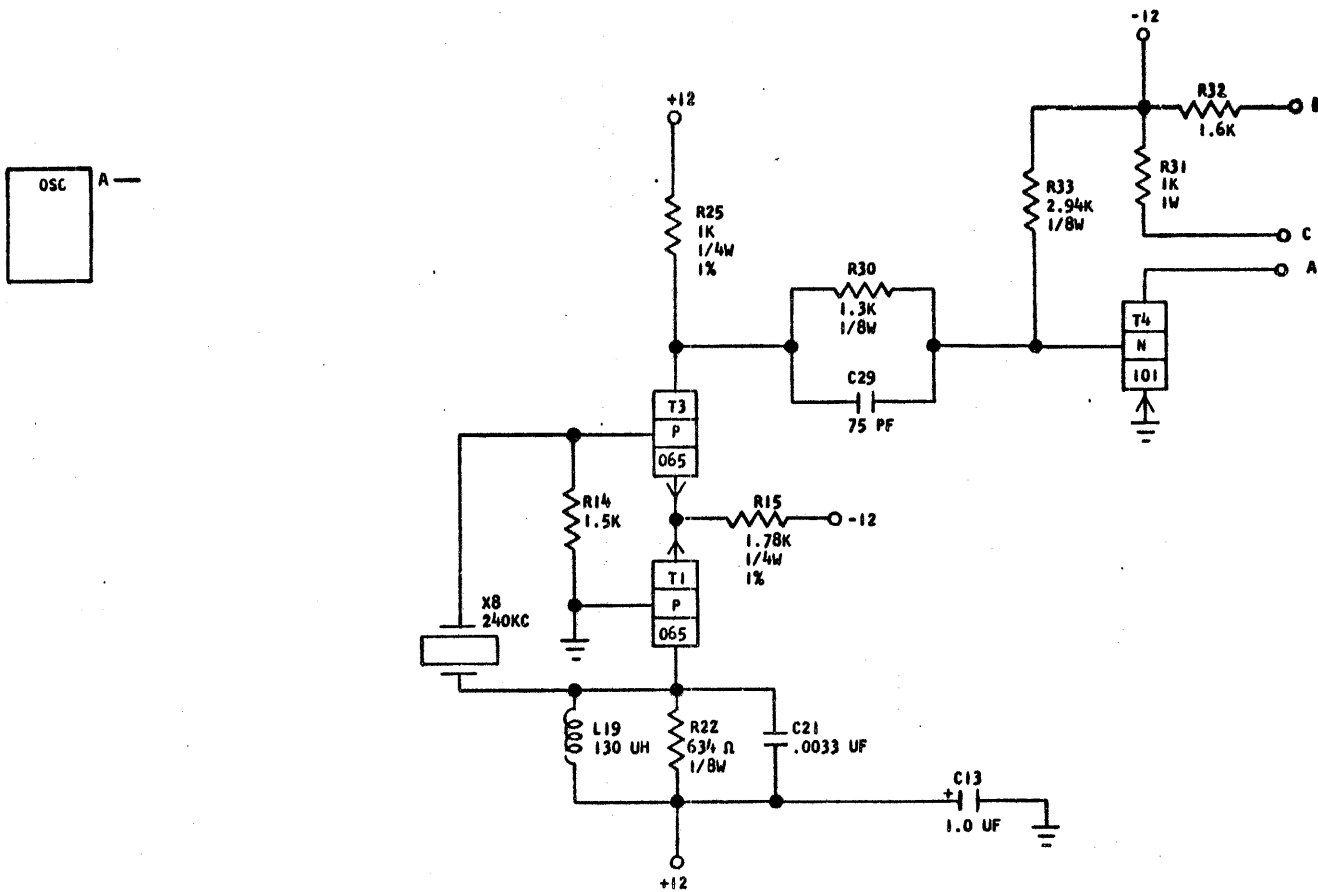 -12
R32
1.6K
+12
OSC
A
R31
1K
1W
R33
2.94K
1/8W
R25
1K
1/4W
1%
C
A
R30
1.3K
1/8W
T4
N
101
C29
75 PF
T3
P
065
R14
1.5K
R15
-12
1.78K
1/4W
1%
T1
P
065
X8
240KC
L19
130 UH
R22
634 Ω
1/8W
C21
.0033 UF
C13
+
1.0 UF
+12